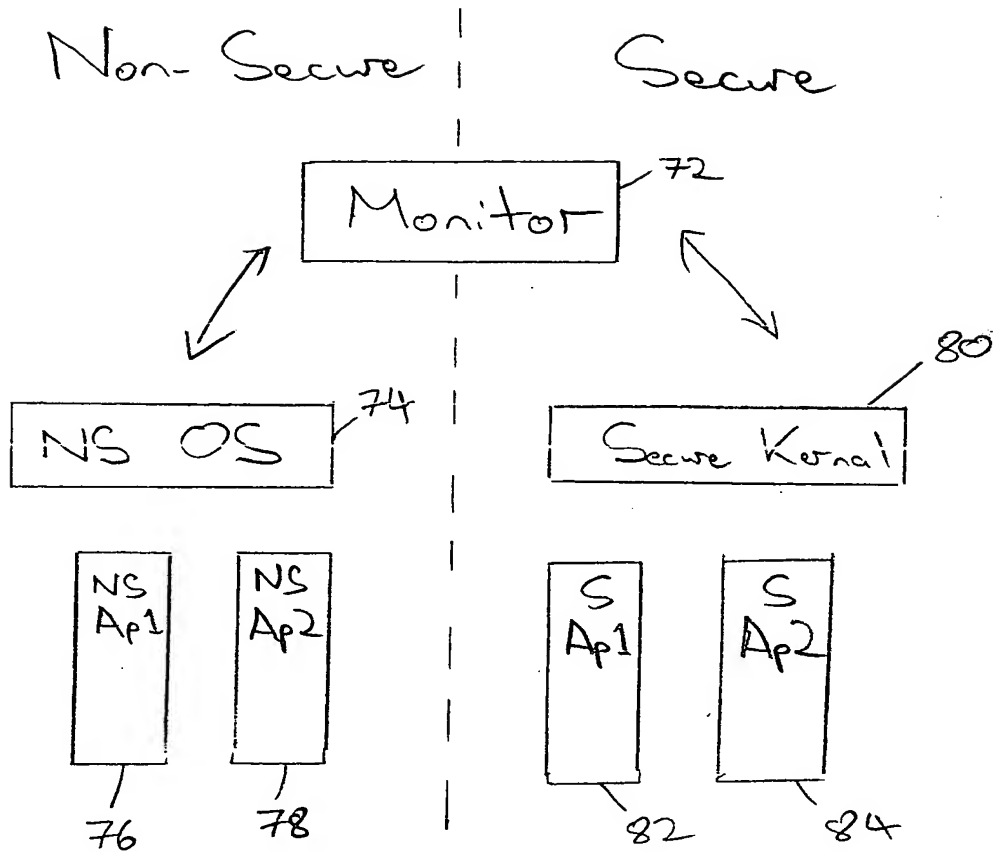 Non-Secure
Secure
Monitor
72
80
74
NS OS
Secure Kernal
NS
Ap1
NS
Ap2
S
Ap1
S
Ap2
76
78
82
84